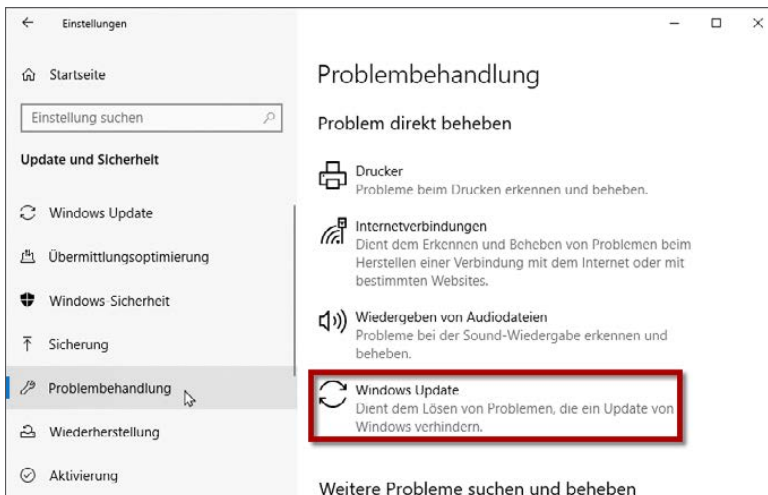 Einstellungen
Startseite
Einstellung suchen
Update und Sicherheit
Windows Update
Übermittlungsoptimierung
Windows-Sicherheit
Sicherung
Problembehandlung
Wiederherstellung
Aktivierung
Problembehandlung
Problem direkt beheben
Drucker
Probleme beim Drucken erkennen und beheben.
Internetverbindungen
Dient dem Erkennen und Beheben von Problemen beim
Herstellen einer Verbindung mit dem Internet oder mit
bestimmten Websites.
Wiedergeben von Audiodateien
Probleme bei der Sound-Wiedergabe erkennen und
beheben.
Windows Update
Dient dem Lösen von Problemen, die ein Update von
Windows verhindern.
Weitere Probleme suchen und beheben